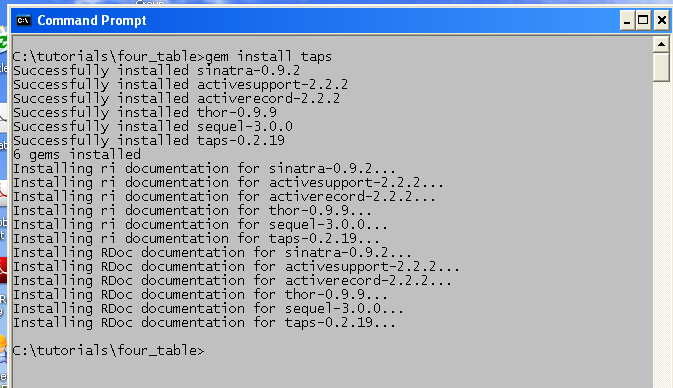 Command Prompt
C:\tutorials\four_table>gem install taps
Successfully installed sinatra-0.9.2
Successfully installed activesupport-2.2.2
Successfully installed activerecord-2.2.2
Successfully installed thor-0.9.9
Successfully installed sequel-3.0.0
Successfully installed taps-0.2.19
6 gems installed
Installing ri documentation for sinatra-0.9.2...
Installing ri documentation for activesupport-2.2.2...
Installing ri documentation for activerecord-2.2.2...
Installing ri documentation for thor-0.9.9...
Installing ri documentation for sequel-3.0.0...
Installing ri documentation for taps-0.2.19...
Installing RDoc documentation for sinatra-0.9.2...
Installing RDoc documentation for activesupport-2.2.2...
Installing RDoc documentation for activerecord-2.2.2...
Installing RDoc documentation for thor-0.9.9...
Installing RDoc documentation for sequel-3.0.0...
Installing RDoc documentation for taps-0.2.19...
C:\tutorials\four_table>